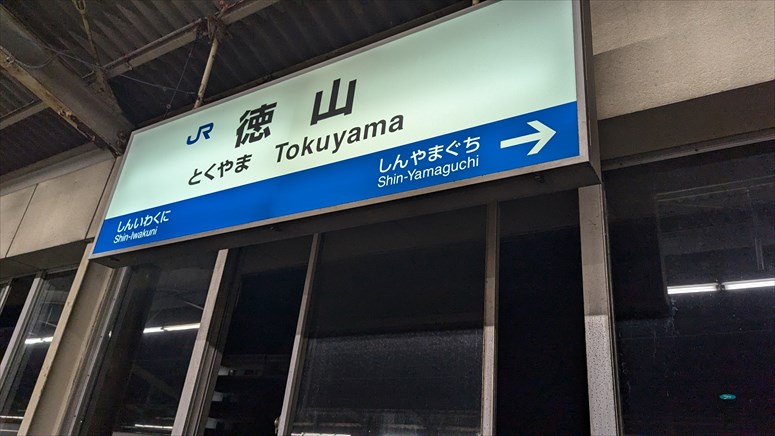 JR 徳山
とくやま Tokuyama
しんいわくに
Shin-Iwakuni
しんやまぐち
Shin-Yamaguchi